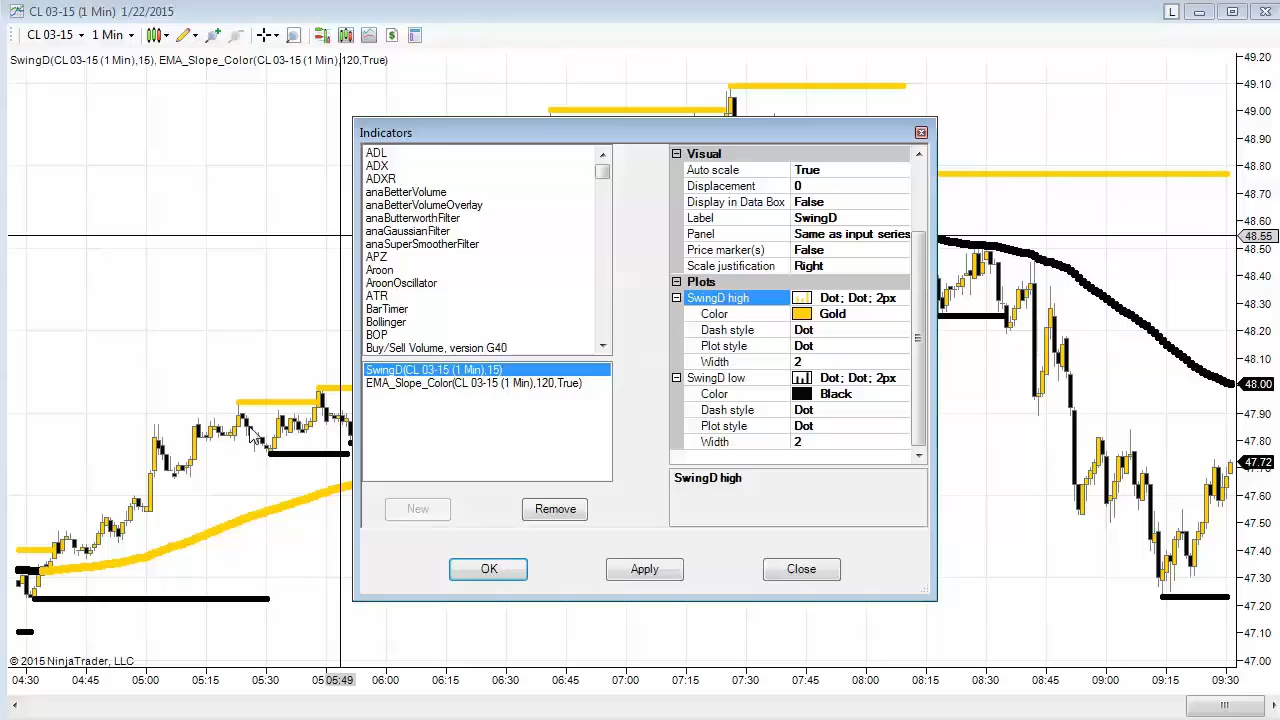 CL 03-15 (1 Min)  1/22/2015
L
CL 03-15
1 Min
SwingD(CL 03-15 (1 Min),15), EMA_Slope_Color(CL 03-15 (1 Min),120,True)
Indicators
ADL
ADX
ADXR
anaBetterVolume
anaBetterVolumeOverlay
anaButterworthFilter
anaGaussianFilter
anaSuperSmootherFilter
APZ
Aroon
AroonOscillator
ATR
BarTimer
Bollinger
BOP
Buy/Sell Volume, version G40
SwingD(CL 03-15 (1 Min),15)
EMA_Slope_Color(CL 03-15 (1 Min),120,True)
New
Remove
Visual
Auto scale True
Displacement 0
Display in Data Box False
Label SwingD
Panel Same as input series
Price marker(s) False
Scale justification Right
Plots
SwingD high Dot; Dot; 2px
Color Gold
Dash style Dot
Plot style Dot
Width 2
SwingD low Dot; Dot; 2px
Color Black
Dash style Dot
Plot style Dot
Width 2
SwingD high
OK
Apply
Close
49.20
49.10
49.00
48.90
48.80
48.70
48.60
48.55
48.50
48.40
48.30
48.20
48.10
48.00
47.90
47.80
47.72
47.60
47.50
47.40
47.30
47.20
47.10
47.00
© 2015 NinjaTrader, LLC
04:30 04:45 05:00 05:15 05:30 05:49 06:00 06:15 06:30 06:45 07:00 07:15 07:30 07:45 08:00 08:15 08:30 08:45 09:00 09:15 09:30